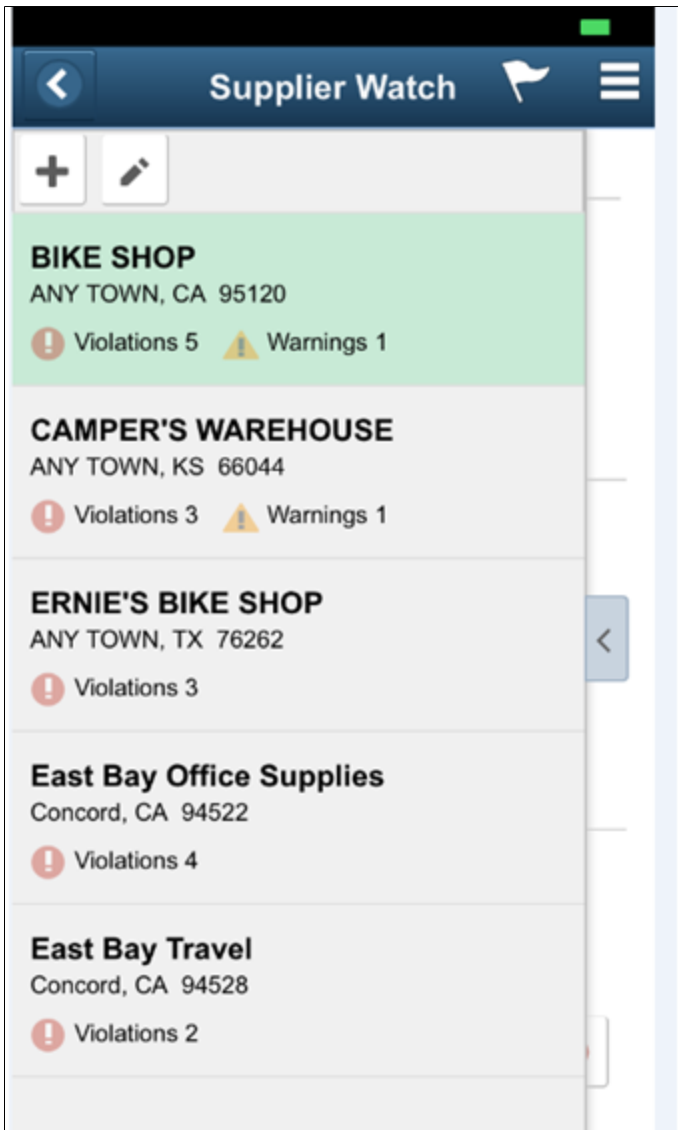 Supplier Watch
BIKE SHOP
ANY TOWN, CA 95120
Violations 5 Warnings 1
CAMPER'S WAREHOUSE
ANY TOWN, KS 66044
Violations 3 Warnings 1
ERNIE'S BIKE SHOP
ANY TOWN, TX 76262
Violations 3
East Bay Office Supplies
Concord, CA 94522
Violations 4
East Bay Travel
Concord, CA 94528
Violations 2